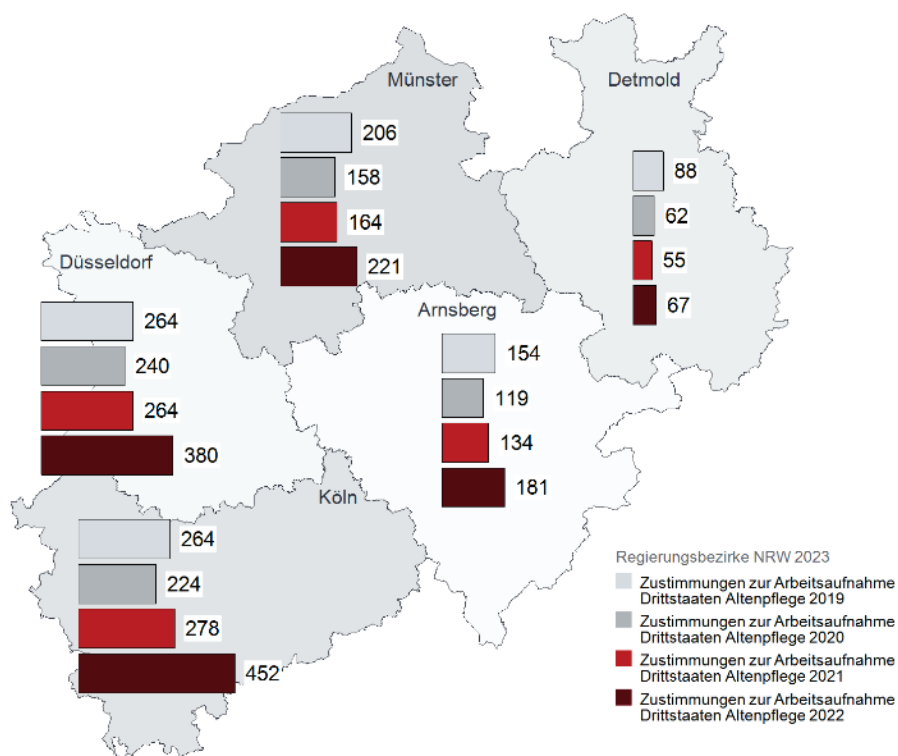 Münster
206
158
164
221
Detmold
88
62
55
67
Düsseldorf
264
240
264
380
Arnsberg
154
119
134
181
Köln
264
224
278
452
Regierungsbezirke NRW 2023
Zustimmungen zur Arbeitsaufnahme
Drittstaaten Altenpflege 2019
Zustimmungen zur Arbeitsaufnahme
Drittstaaten Altenpflege 2020
Zustimmungen zur Arbeitsaufnahme
Drittstaaten Altenpflege 2021
Zustimmungen zur Arbeitsaufnahme
Drittstaaten Altenpflege 2022